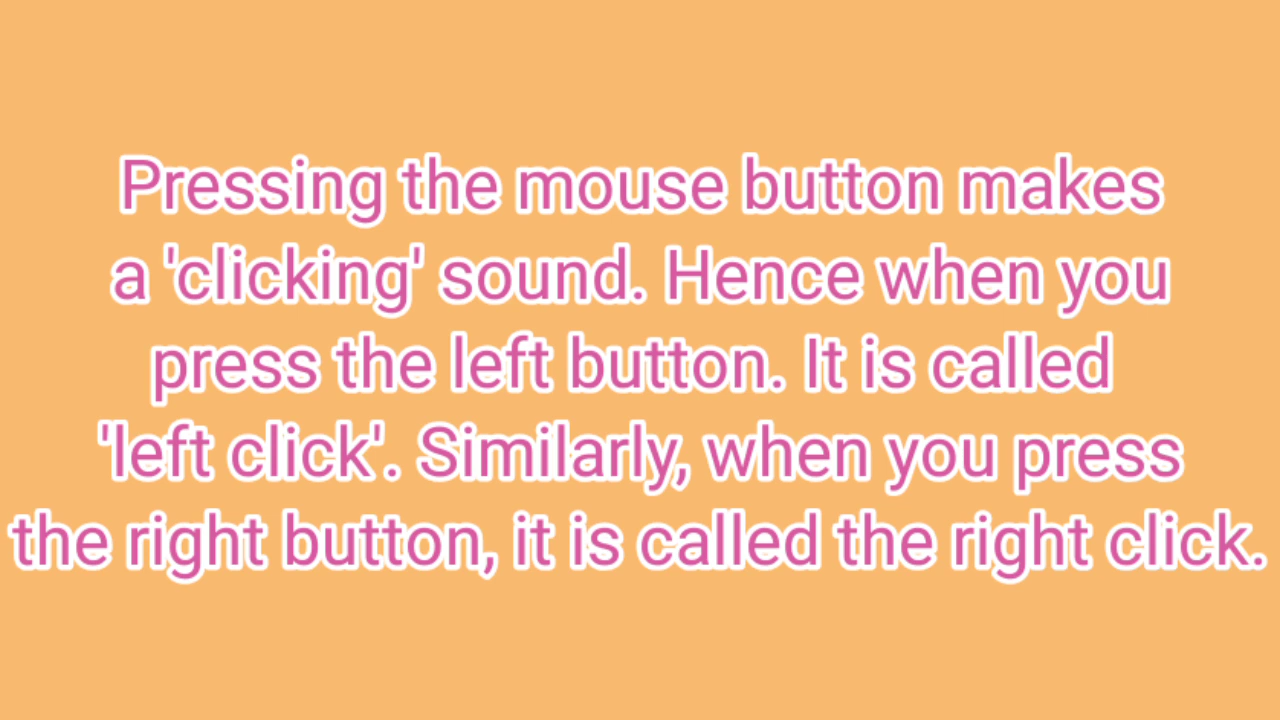 Pressing the mouse button makes
a 'clicking' sound. Hence when you
press the left button. It is called
'left click'. Similarly, when you press
the right button, it is called the right click.